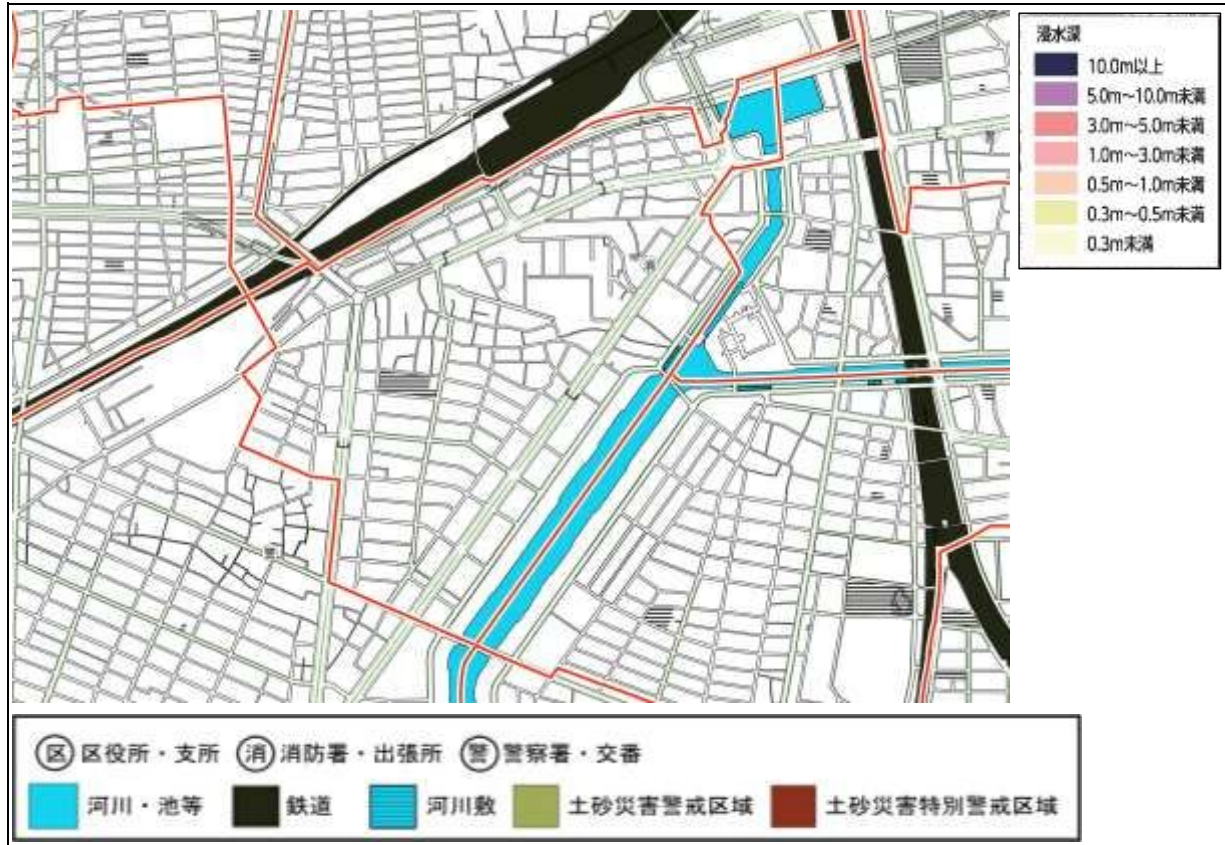 浸水深
10.0m以上
5.0m～10.0m未満
3.0m～5.0m未満
1.0m～3.0m未満
0.5m～1.0m未満
0.3m～0.5m未満
0.3m未満
消
警
区 区役所・支所 消 消防署・出張所 警 警察署・交番
河川・池等 鉄道 河川敷 土砂災害警戒区域 土砂災害特別警戒区域